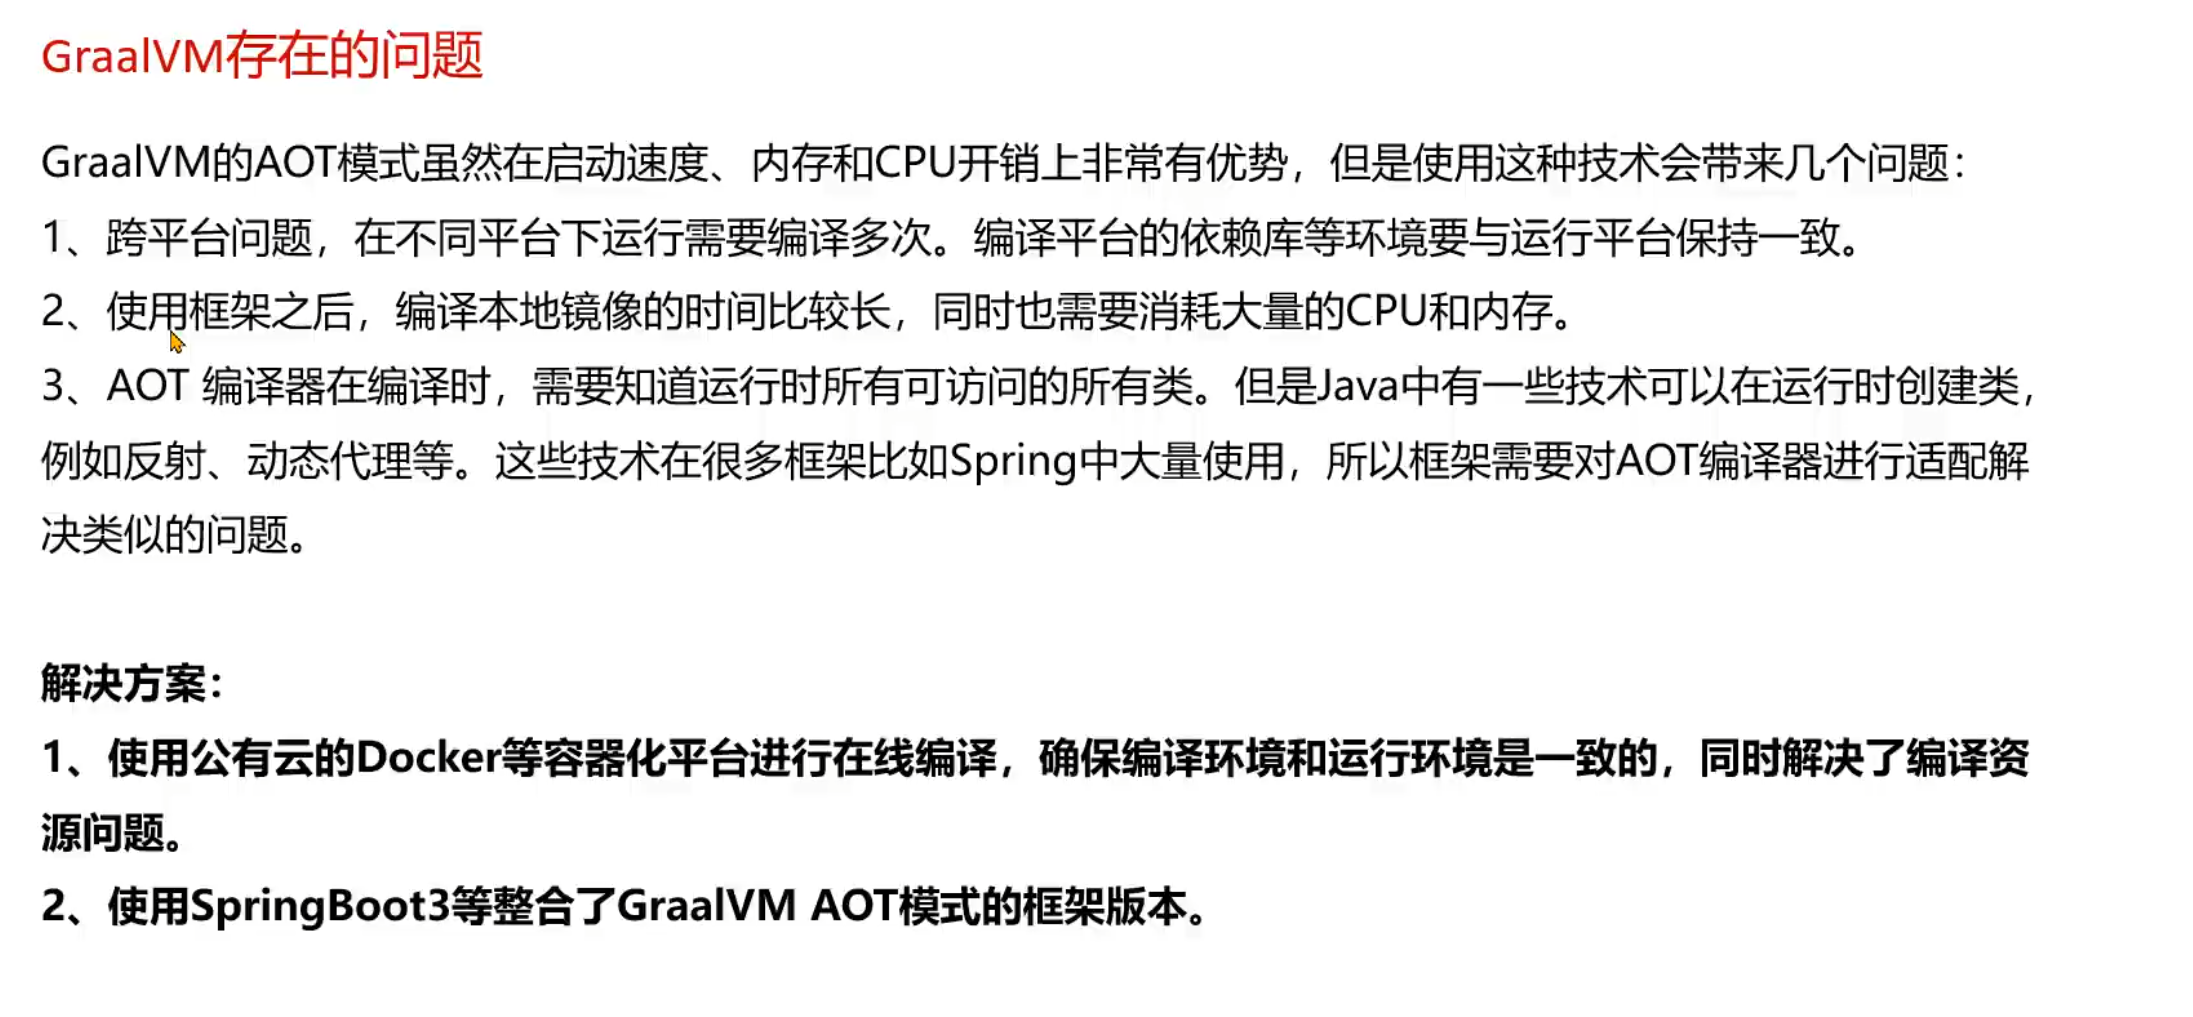 GraalVM存在的问题
GraalVM的AOT模式虽然在启动速度、内存和CPU开销上非常有优势，但是使用这种技术会带来几个问题：
1、跨平台问题，在不同平台下运行需要编译多次。编译平台的依赖库等环境要与运行平台保持一致。
2、使用框架之后，编译本地镜像的时间比较长，同时也需要消耗大量的CPU和内存。
3、AOT 编译器在编译时，需要知道运行时所有可访问的所有类。但是Java中有一些技术可以在运行时创建类，
例如反射、动态代理等。这些技术在很多框架比如Spring中大量使用，所以框架需要对AOT编译器进行适配解
决类似的问题。
解决方案：
1、使用公有云的Docker等容器化平台进行在线编译，确保编译环境和运行环境是一致的，同时解决了编译资
源问题。
2、使用SpringBoot3等整合了GraalVM AOT模式的框架版本。